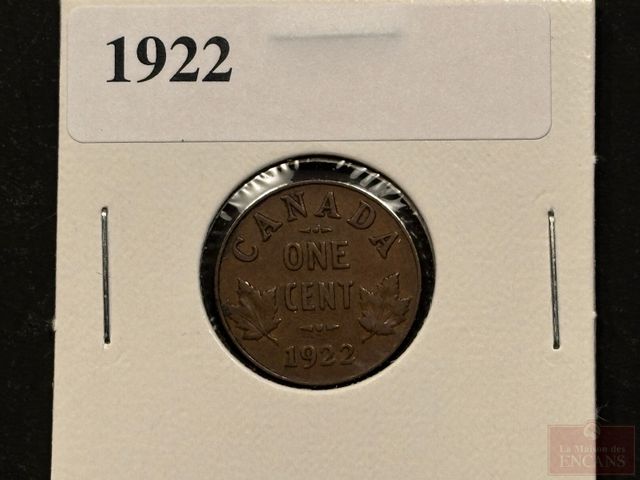 1922
CANADA
ONE
CENT
1922
La Maison des
ENCANS